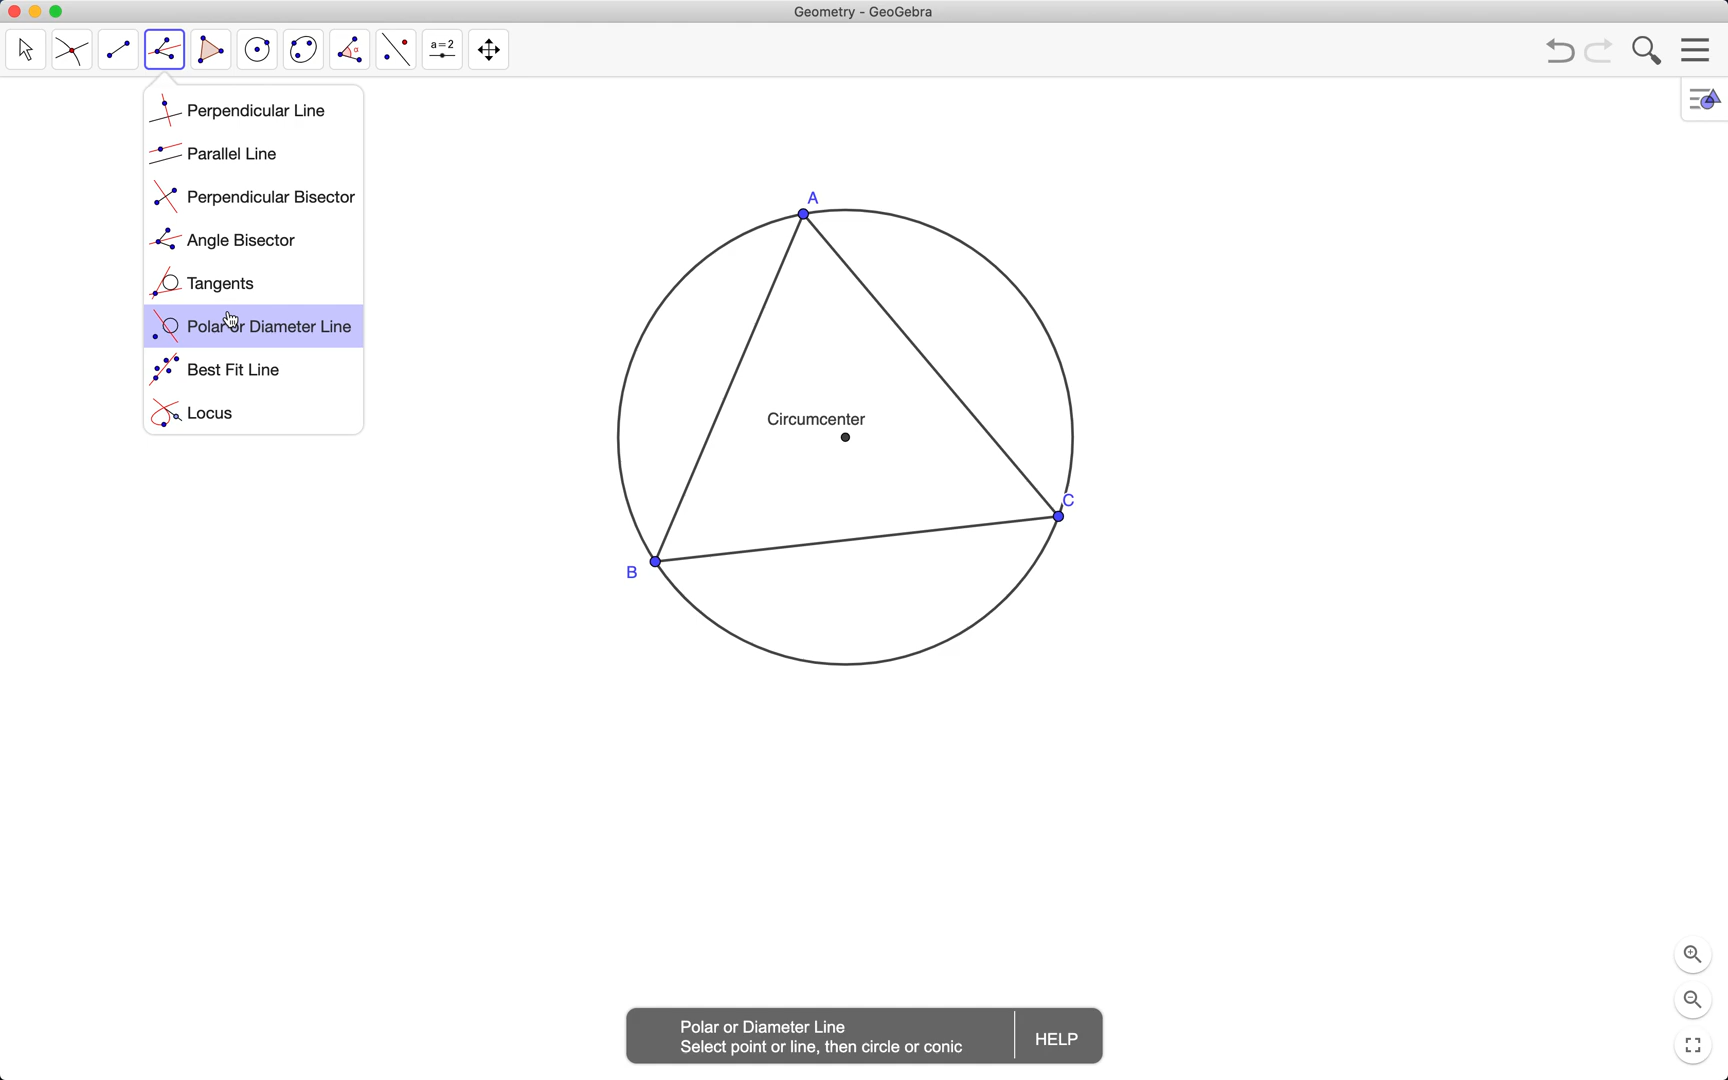 Geometry - GeoGebra
α
a=2
Perpendicular Line
Parallel Line
Perpendicular Bisector
Angle Bisector
Tangents
Polar or Diameter Line
Best Fit Line
Locus
A
Circumcenter
C
B
Polar or Diameter Line
Select point or line, then circle or conic
HELP